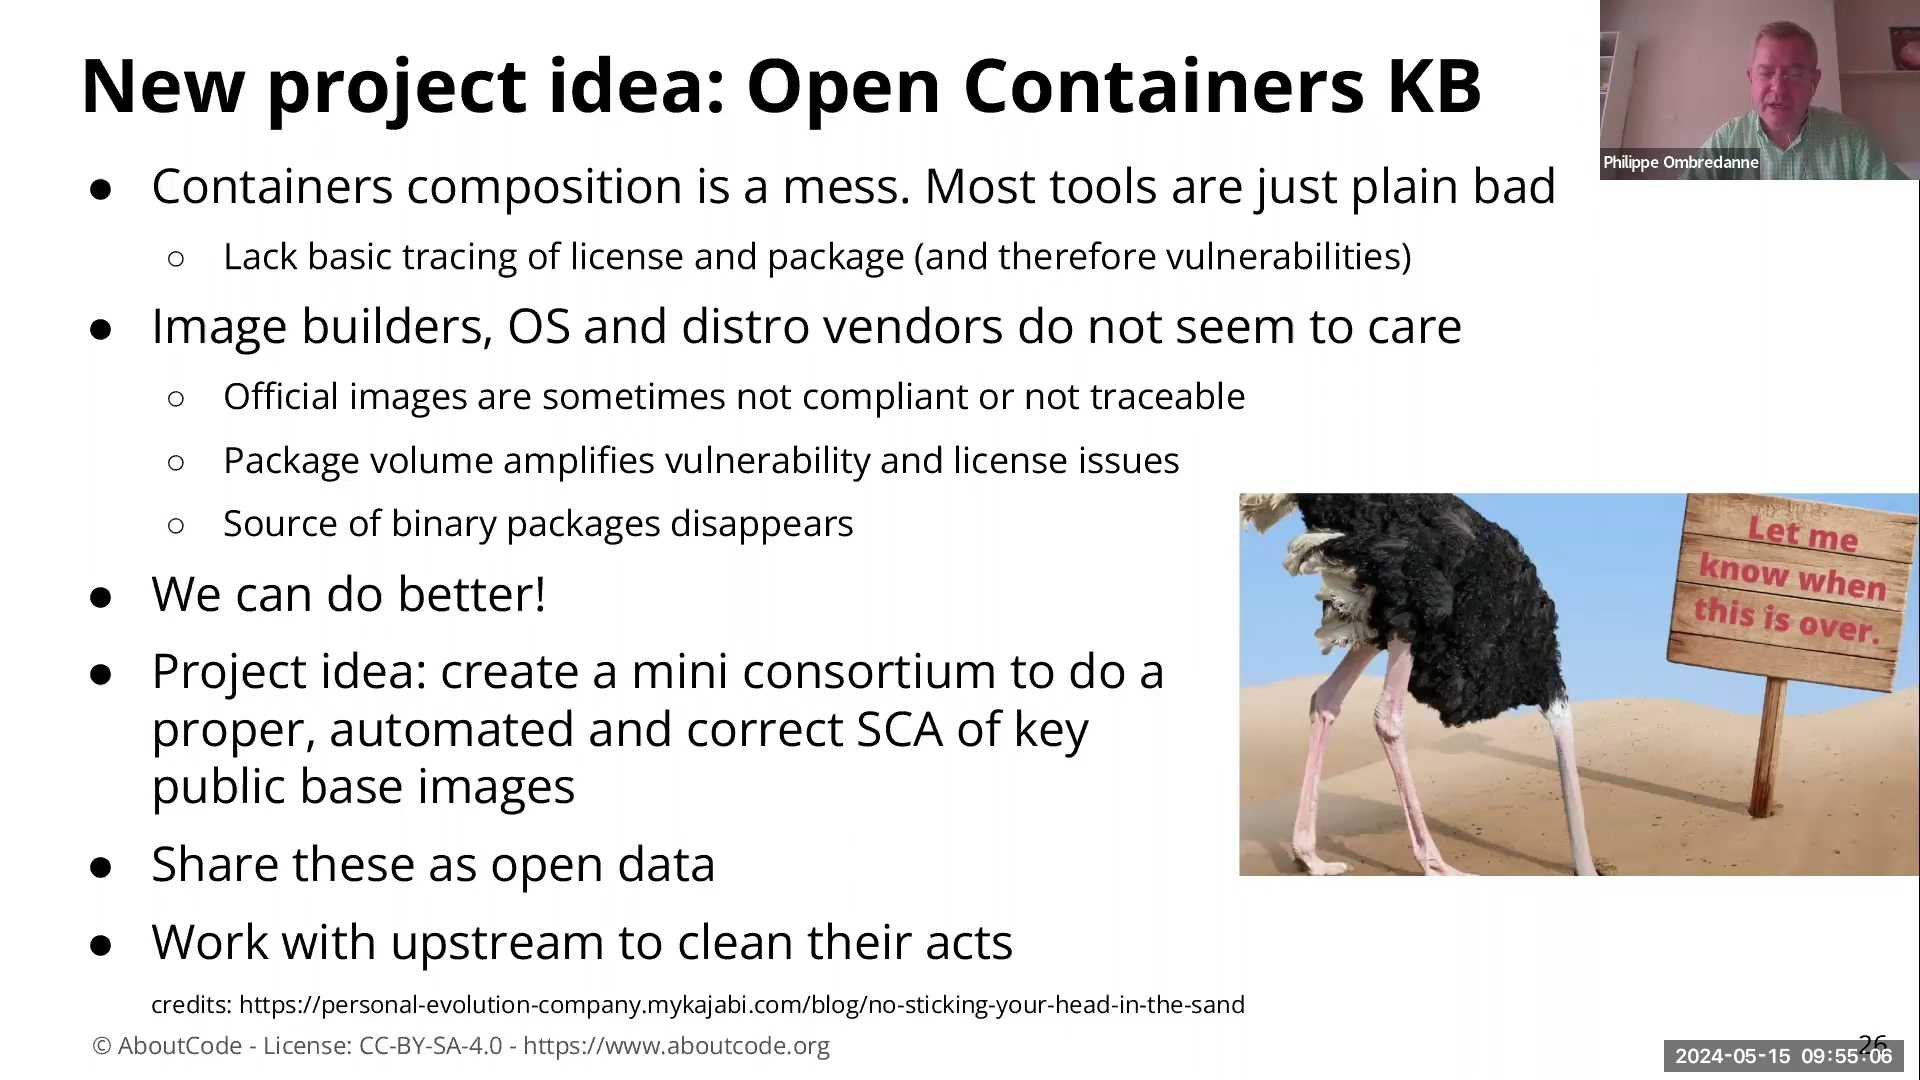 New project idea: Open Containers KB
Philippe Ombredanne
● Containers composition is a mess. Most tools are just plain bad
○ Lack basic tracing of license and package (and therefore vulnerabilities)
● Image builders, OS and distro vendors do not seem to care
○ Official images are sometimes not compliant or not traceable
○ Package volume amplifies vulnerability and license issues
○ Source of binary packages disappears
● We can do better!
● Project idea: create a mini consortium to do a
proper, automated and correct SCA of key
public base images
● Share these as open data
● Work with upstream to clean their acts
Let me
know when
this is over.
credits: https://personal-evolution-company.mykajabi.com/blog/no-sticking-your-head-in-the-sand
© AboutCode - License: CC-BY-SA-4.0 - https://www.aboutcode.org
26
2024-05-15 09:55:06